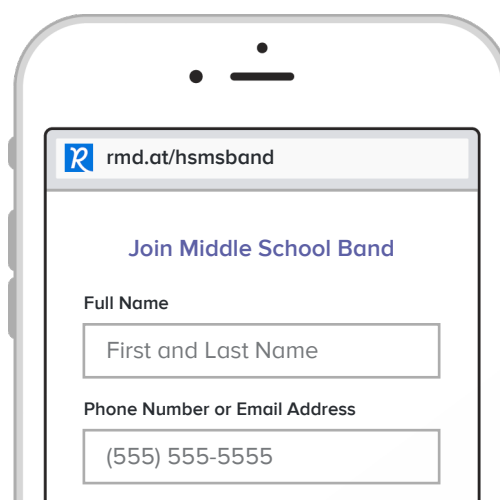 rmd.at/hsmsband
Join Middle School Band
Full Name
First and Last Name
Phone Number or Email Address
(555) 555-5555